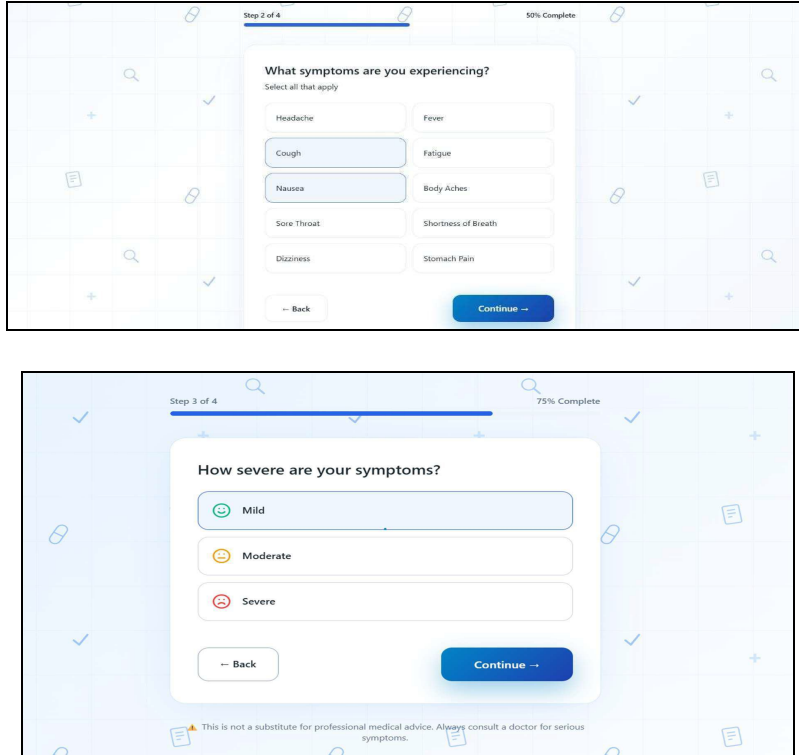 Step 2 of 4 50% Complete
What symptoms are you experiencing?
Select all that apply
Headache Fever
Cough Fatigue
Nausea Body Aches
Sore Throat Shortness of Breath
Dizziness Stomach Pain
← Back Continue →
Step 3 of 4 75% Complete
How severe are your symptoms?
Mild
Moderate
Severe
← Back Continue →
⚠ This is not a substitute for professional medical advice. Always consult a doctor for serious
symptoms.